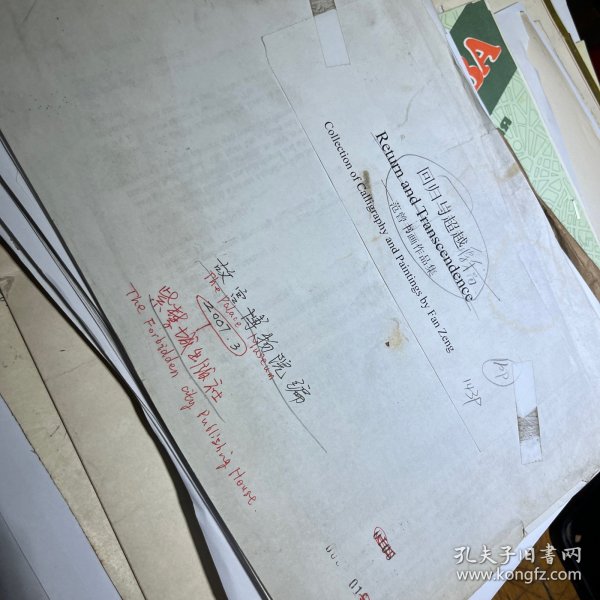 回归与超越
Return and Transcendence
范曾书画作品集
Collection of Calligraphy and Paintings by Fan Zeng
143P
故宫博物院编
The Palace Museum
2007.3
紫禁城出版社
The Forbidden City Publishing House.
孔夫子旧书网
www.kongfz.com